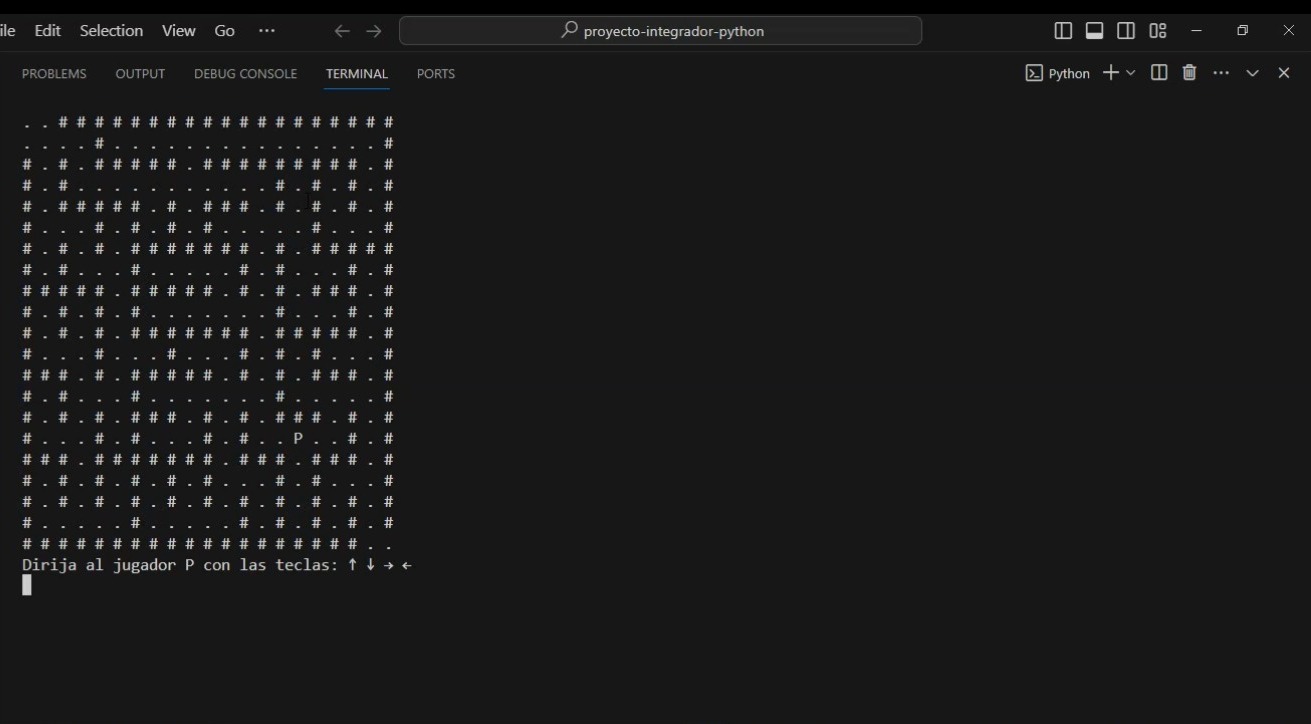 ile Edit Selection View Go ··· ← → proyecto-integrador-python
PROBLEMS OUTPUT DEBUG CONSOLE TERMINAL PORTS Python
. . # # # # # # # # # # # # # # # # # # #
. . . . # . . . . . . . . . . . . . . . #
# . # . # # # # # . # # # # # # # # # . #
# . # . . . . . . . . . . . # . # . # . #
# . # # # # # . # . # # # . # . # . # . #
# . . . # . # . # . # . . . . . # . . . #
# . # . # . # # # # # # # . # . # # # # #
# . # . . . # . . . . . # . # . . . # . #
# # # # # . # # # # # . # . # . # # # . #
# . # . # . # . . . . . . . # . . . # . #
# . # . # . # # # # # # # . # # # # # . #
# . . . # . . . # . . . # . # . # . . . #
# # # . # . # # # # # . # . # . # # # . #
# . # . . . # . . . . . . . # . . . . . #
# . # . # . # # # . # . # . # # # . # . #
# . . . # . # . . . # . # . . P . . # . #
# # # . # # # # # # # . # # # . # # # . #
# . # . # . # . # . # . . . # . # . . . #
# . # . # . # . # . # . # . # . # . # . #
# . . . . . # . . . . . # . # . # . # . #
# # # # # # # # # # # # # # # # # # # . .
Dirija al jugador P con las teclas: ↑ ↓ → ←